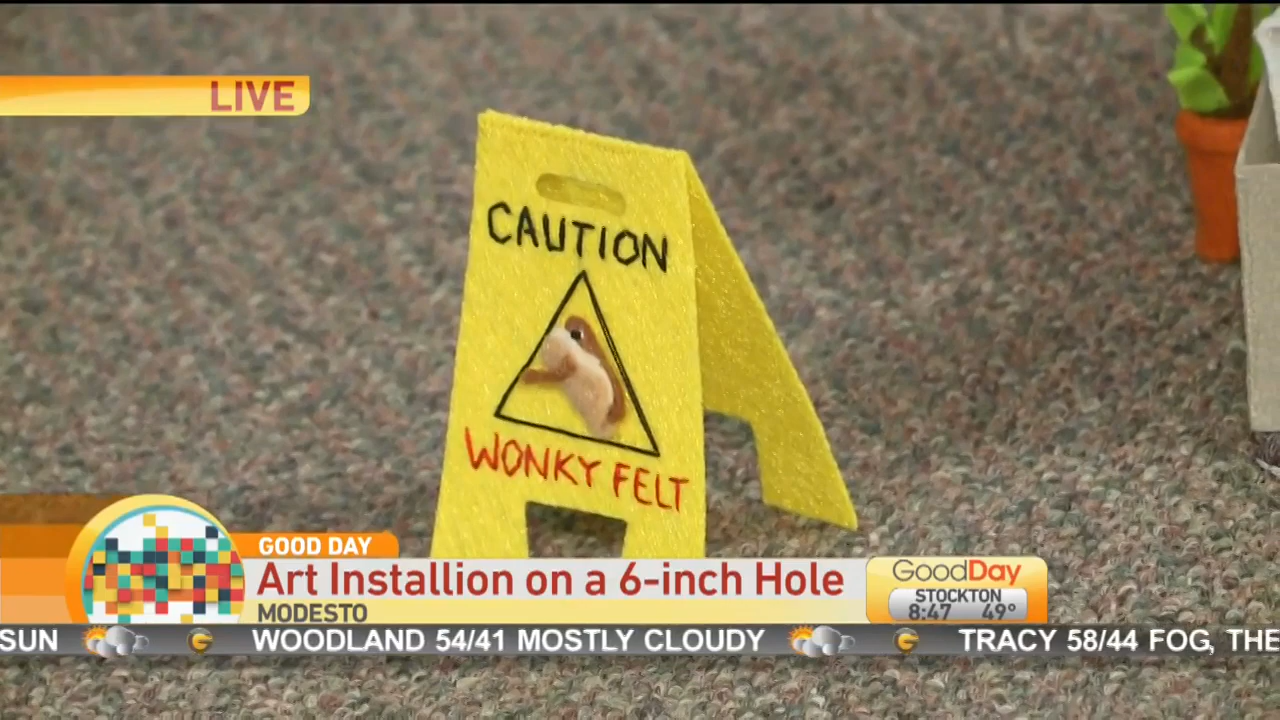 LIVE
CAUTION
WONKY FELT
GOOD DAY
Art Installion on a 6-inch Hole
MODESTO
GoodDay
STOCKTON
8:47 49°
SUN WOODLAND 54/41 MOSTLY CLOUDY TRACY 58/44 FOG, THE